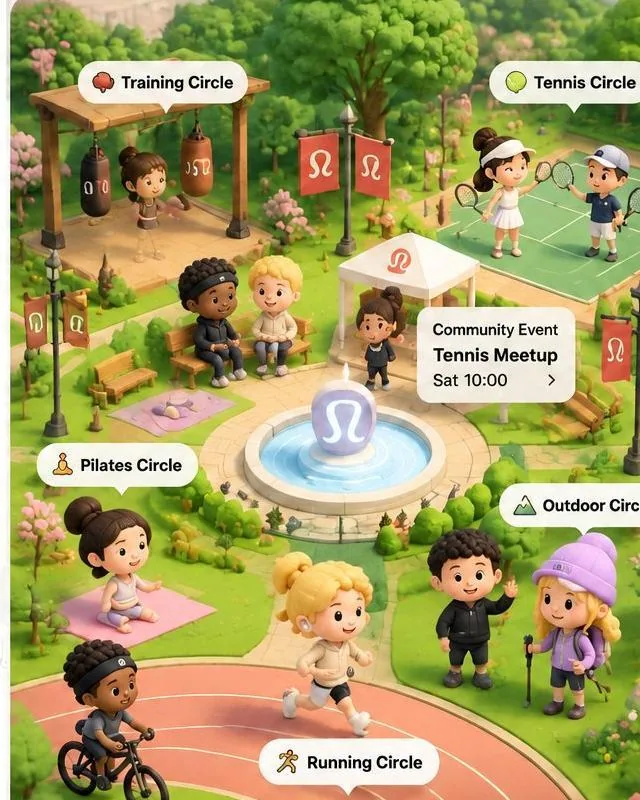 Training Circle
Tennis Circle
Community Event
Tennis Meetup
Sat 10:00
Pilates Circle
Outdoor Circ
Running Circle